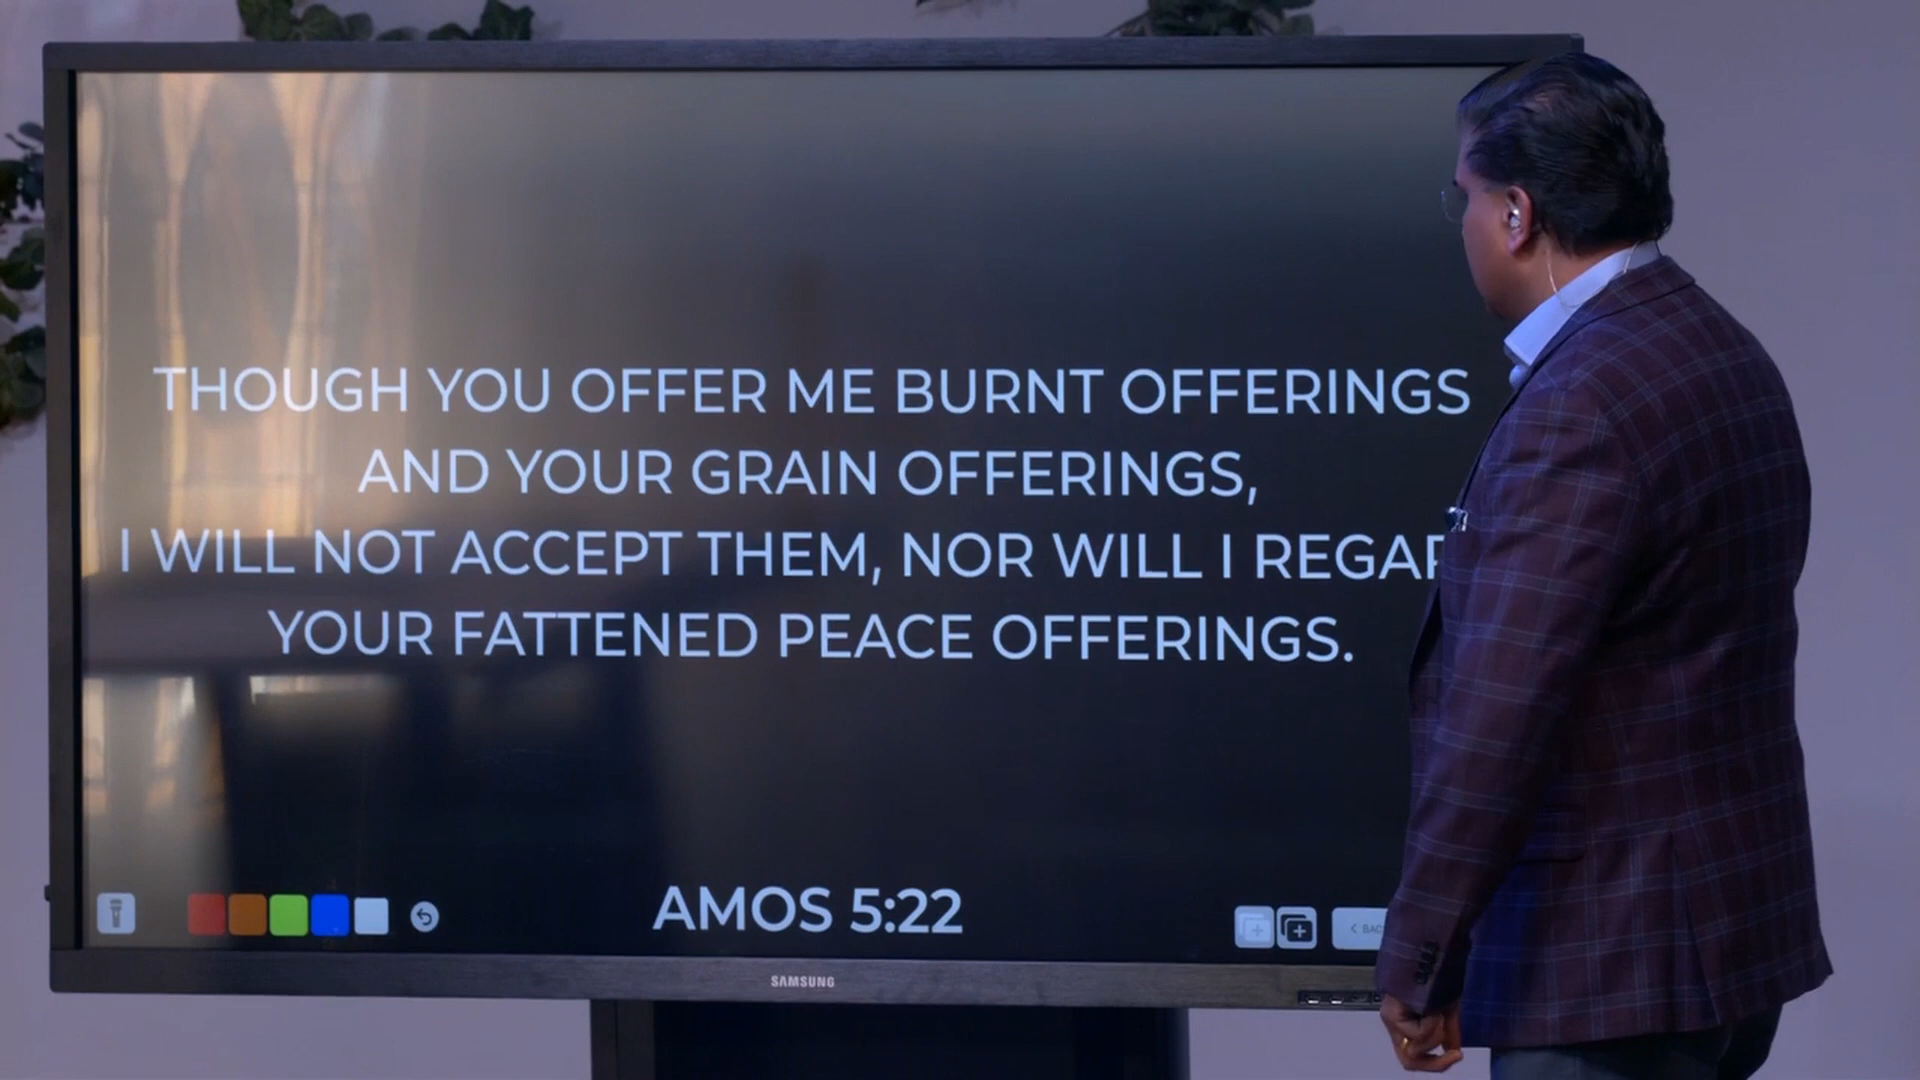 THOUGH YOU OFFER ME BURNT OFFERINGS
AND YOUR GRAIN OFFERINGS,
I WILL NOT ACCEPT THEM, NOR WILL I
YOUR FATTENED PEACE OFFERINGS.
AMOS 5:22
SAMSUNG